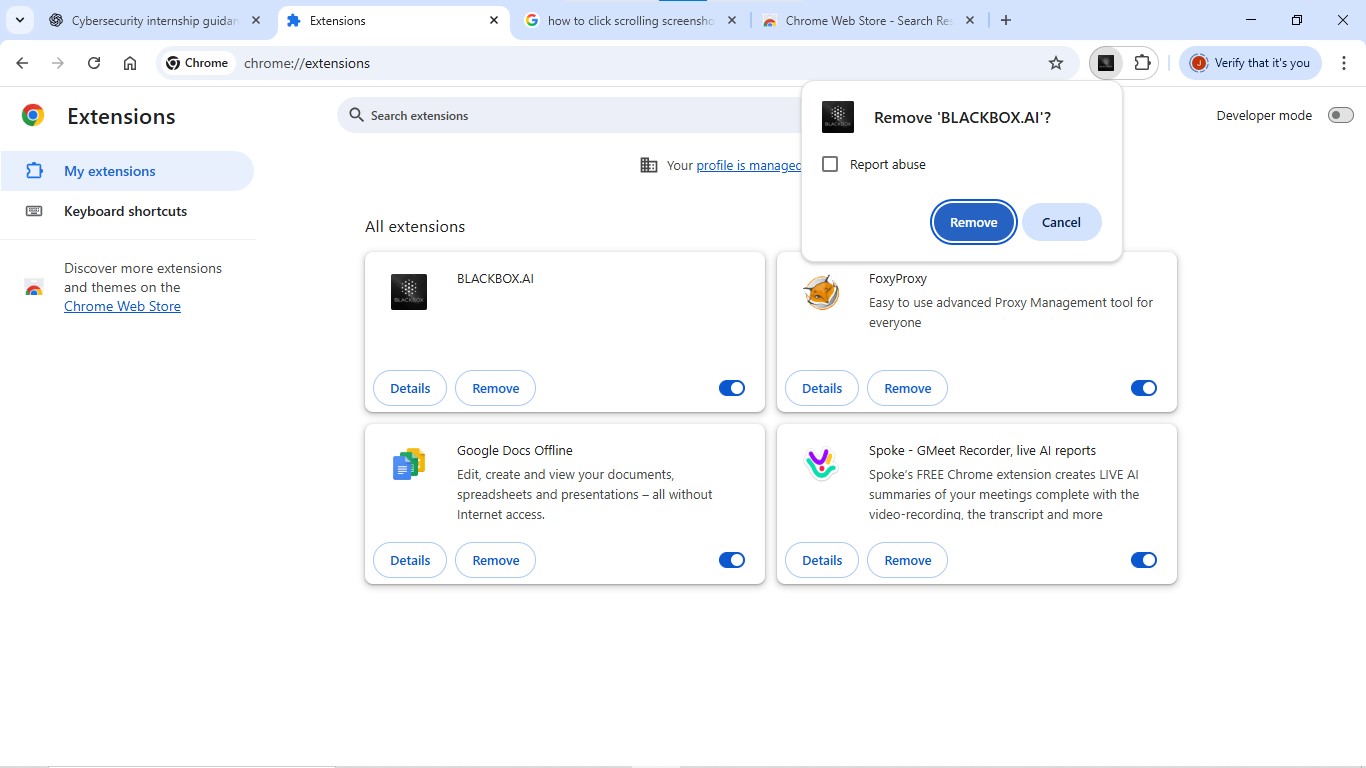 Cybersecurity internship guidan
Extensions
how to click scrolling screensho
Chrome Web Store - Search Res
Chrome
chrome://extensions
J
Verify that it's you
Extensions
Search extensions
Developer mode
BLACKBOX
Remove 'BLACKBOX.AI'?
Report abuse
Remove
Cancel
My extensions
Keyboard shortcuts
Discover more extensions
and themes on the
Chrome Web Store
Your profile is managed
All extensions
BLACKBOX
BLACKBOX.AI
Details
Remove
FoxyProxy
Easy to use advanced Proxy Management tool for
everyone
Details
Remove
Google Docs Offline
Edit, create and view your documents,
spreadsheets and presentations – all without
Internet access.
Details
Remove
Spoke - GMeet Recorder, live AI reports
Spoke's FREE Chrome extension creates LIVE AI
summaries of your meetings complete with the
video-recording, the transcript and more
Details
Remove